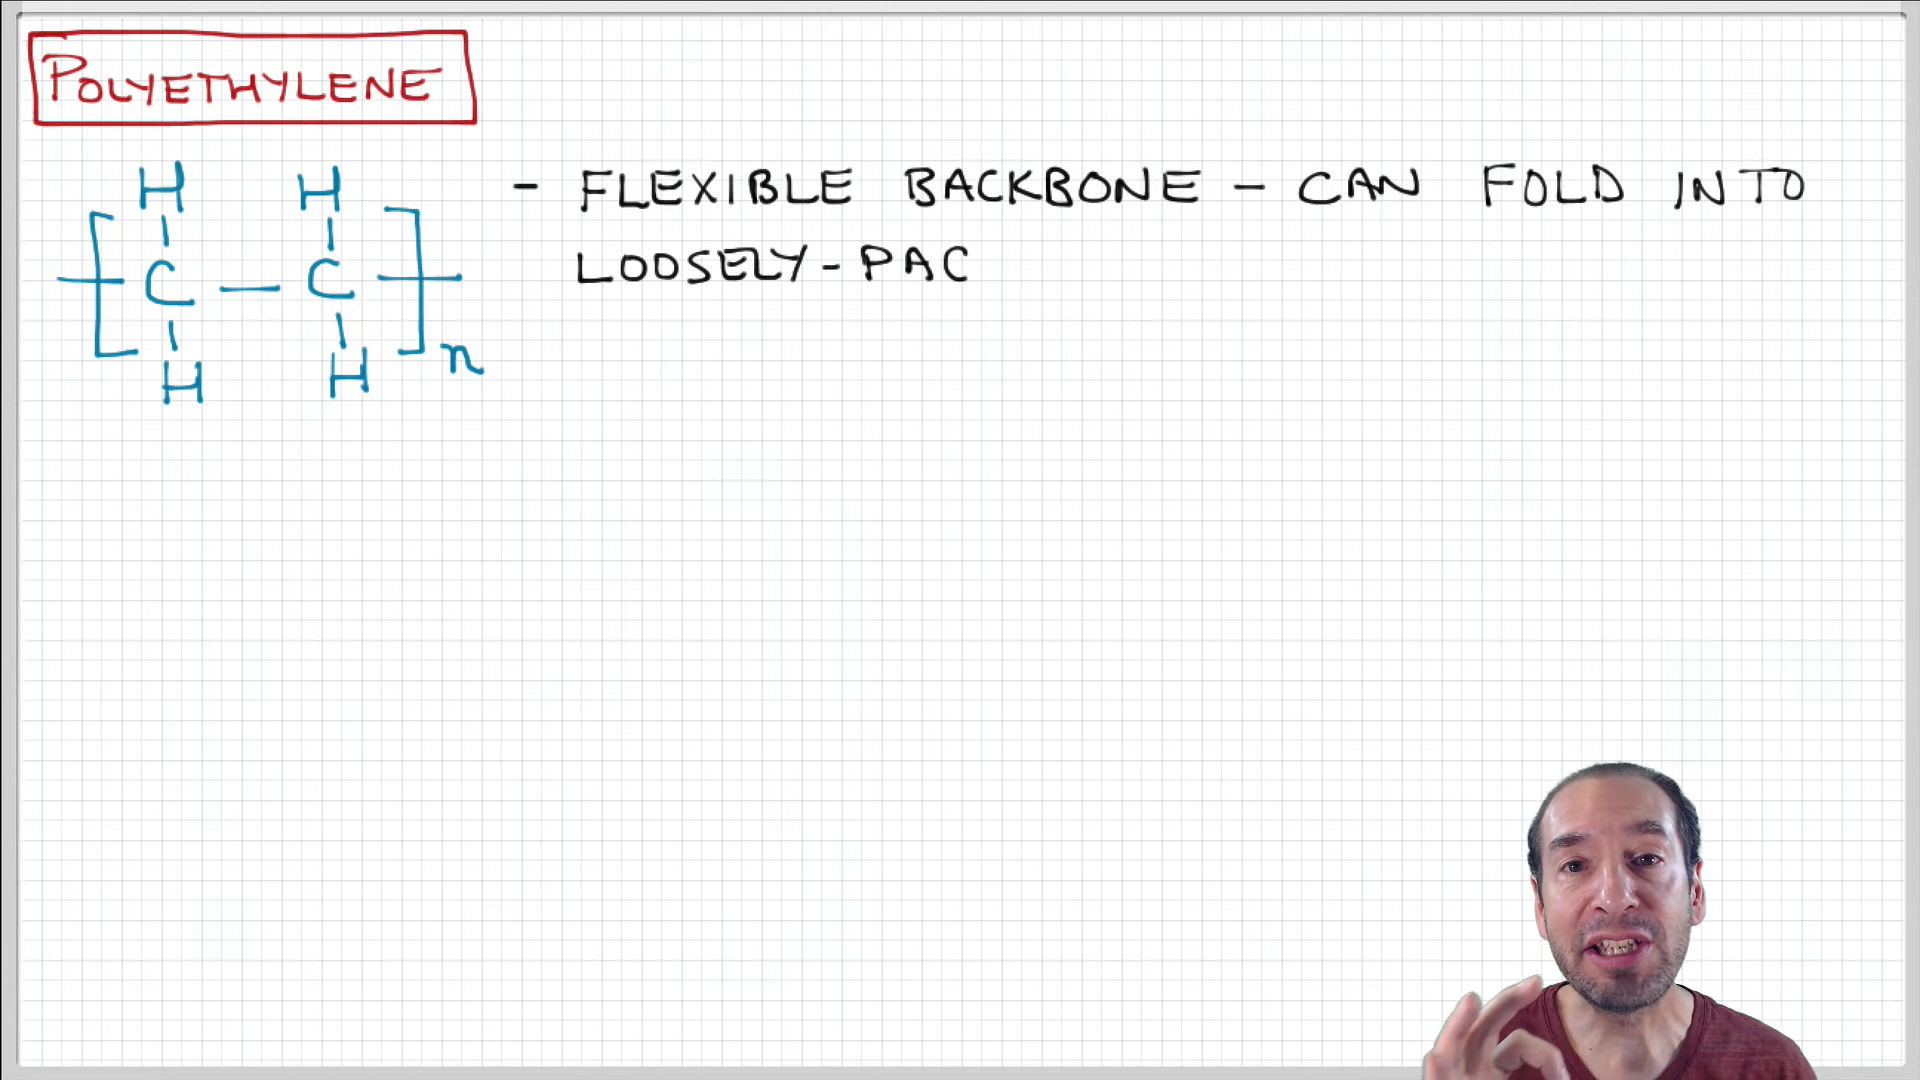 POLYETHYLENE
H H
- FLEXIBLE BACKBONE - CAN FOLD INTO
LOOSELY-PAC
C — C
H H
n